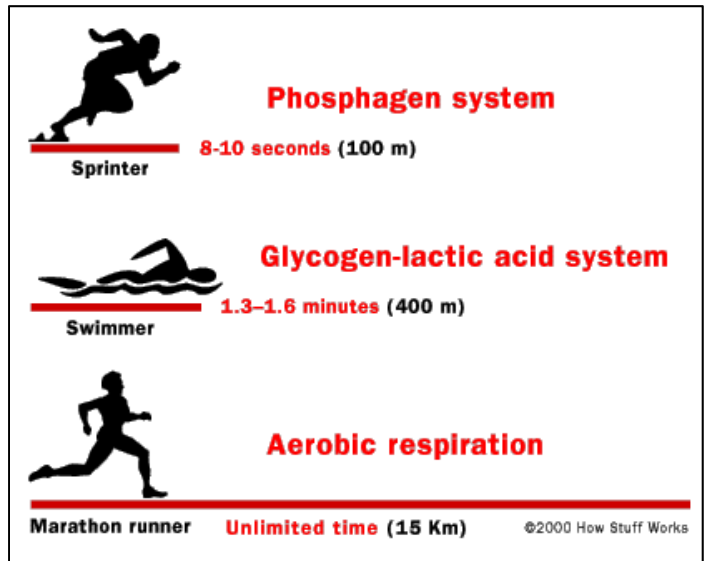 Phosphagen system
8-10 seconds (100 m)
Sprinter
Glycogen-lactic acid system
1.3–1.6 minutes (400 m)
Swimmer
Aerobic respiration
Marathon runner Unlimited time (15 Km) ©2000 How Stuff Works